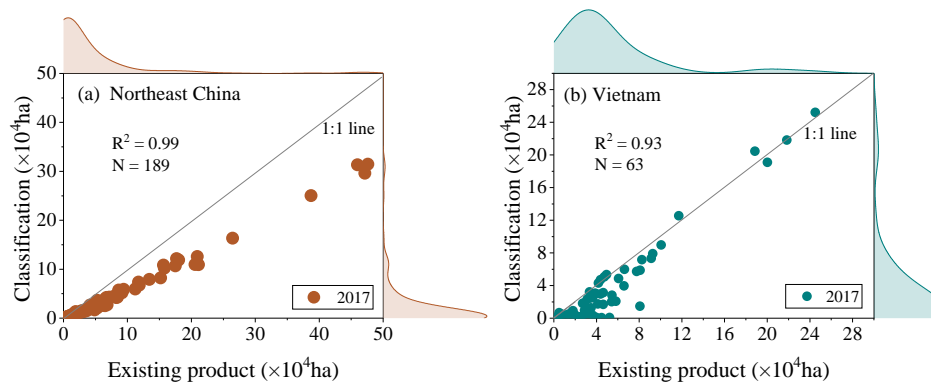 (a) Northeast China
R² = 0.99
N = 189
1:1 line
2017
50
40
30
20
10
0
0 10 20 30 40 50
Classification (×10⁴ha)
Existing product (×10⁴ha)
(b) Vietnam
R² = 0.93
N = 63
1:1 line
2017
28
24
20
16
12
8
4
0
0 4 8 12 16 20 24 28
Classification (×10⁴ha)
Existing product (×10⁴ha)